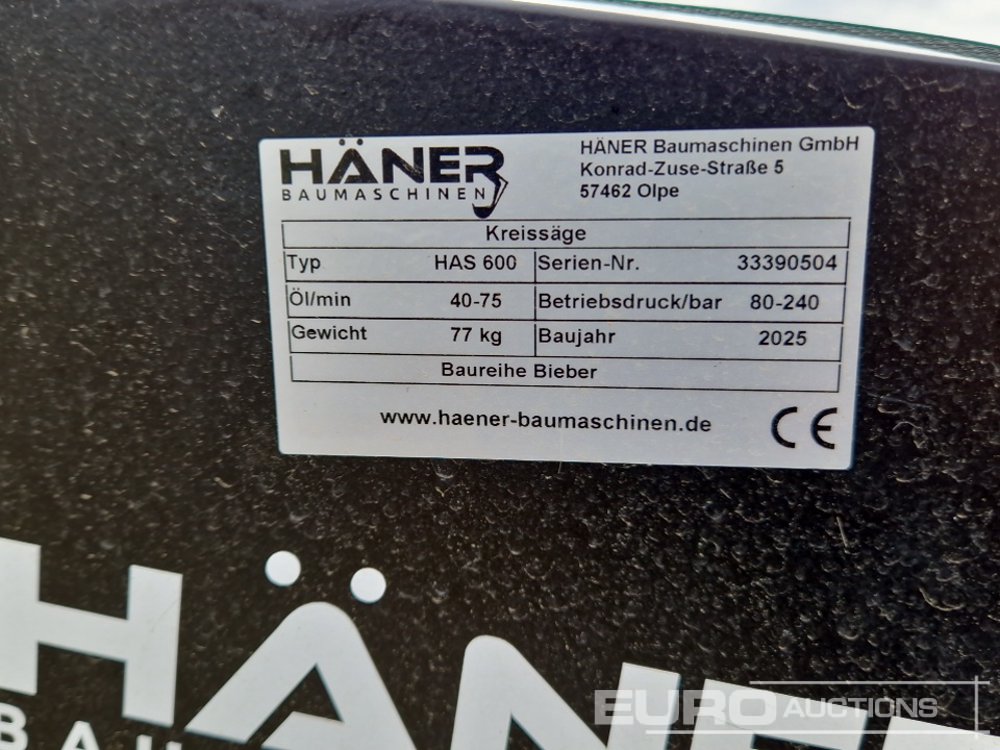 HÄNER
BAUMASCHINEN
HÄNER Baumaschinen GmbH
Konrad-Zuse-Straße 5
57462 Olpe
Kreissäge
Typ HAS 600 Serien-Nr. 33390504
Öl/min 40-75 Betriebsdruck/bar 80-240
Gewicht 77 kg Baujahr 2025
Baureihe Bieber
www.haener-baumaschinen.de CE
HÄNE
BAU
EURO AUCTIONS